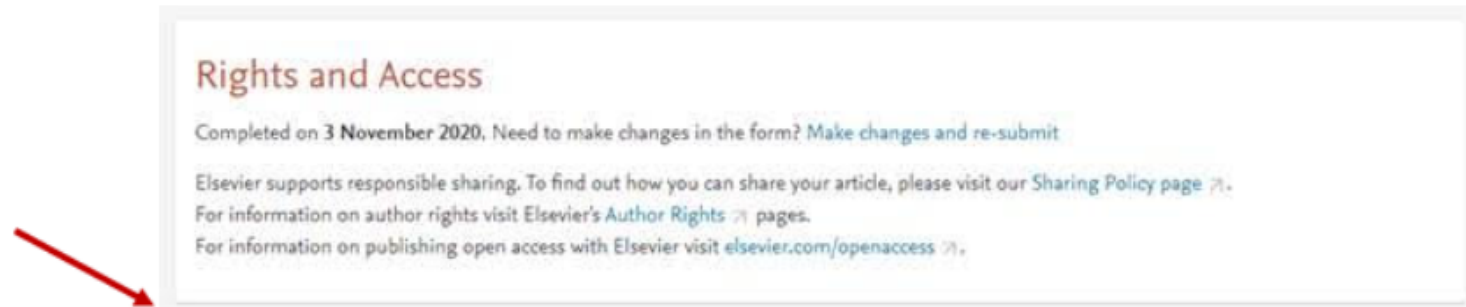 Rights and Access
Completed on 3 November 2020. Need to make changes in the form? Make changes and re-submit
Elsevier supports responsible sharing. To find out how you can share your article, please visit our Sharing Policy page ↗.
For information on author rights visit Elsevier's Author Rights ↗ pages.
For information on publishing open access with Elsevier visit elsevier.com/openaccess ↗.